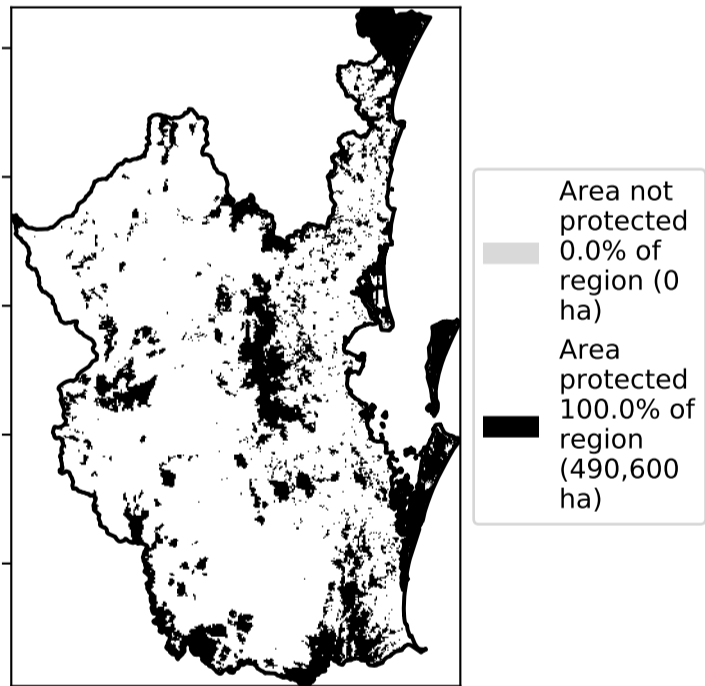 Area not
protected
0.0% of
region (0
ha)
Area
protected
100.0% of
region
(490,600
ha)